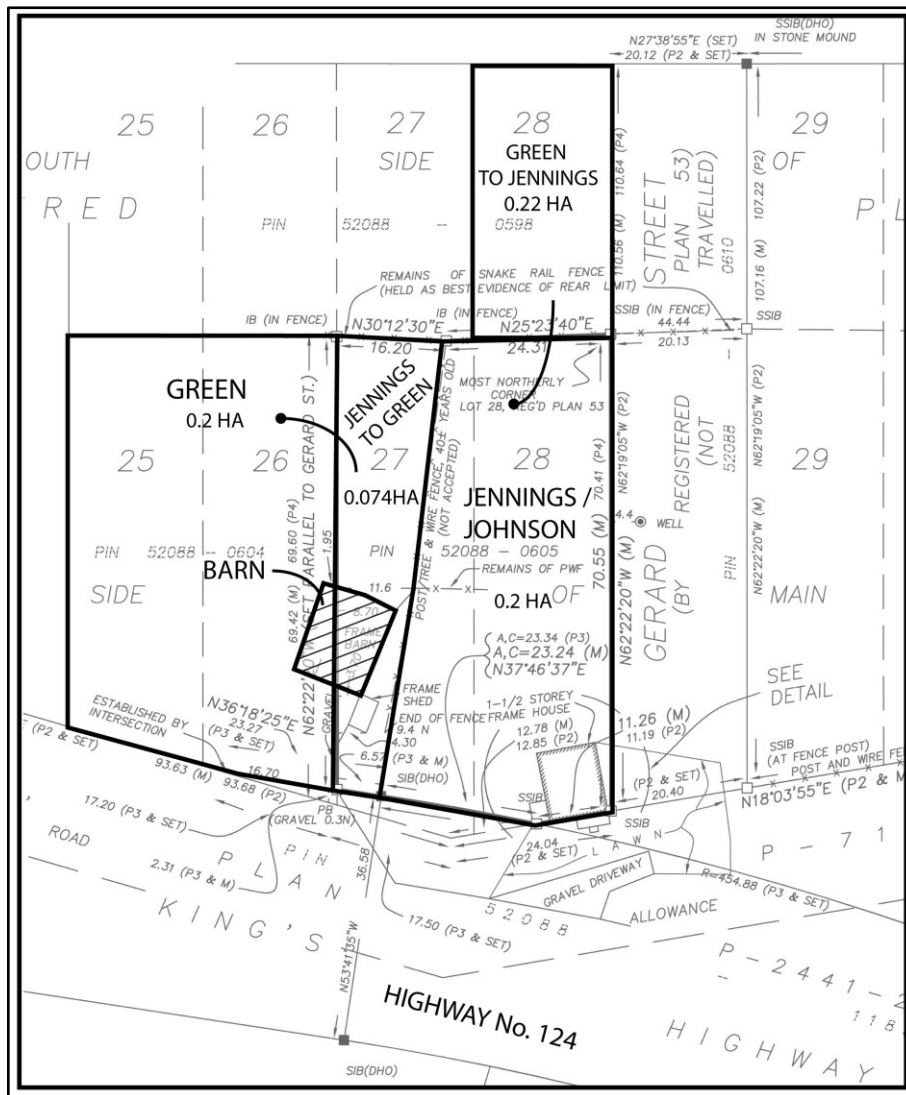 SSIB(DHO)
IN STONE MOUND
N27°38'55"E (SET)
20.12 (P2 & SET)
25
26
27
28
29
OUTH
SIDE
OF
RED
PL
GREEN
TO JENNINGS
0.22 HA
PIN 52088 -- 0598
110.64 (P4)
110.56 (M)
STREET
PLAN 53)
TRAVELLED)
0610
107.22 (P2)
107.16 (M)
REMAINS OF SNAKE RAIL FENCE
(HELD AS BEST EVIDENCE OF REAR LIMIT)
IB (IN FENCE)
IB (IN FENCE)
SSIB (IN FENCE)
SSIB
N30°12'30"E
N25°23'40"E
44.44
16.20
24.31
20.13
GREEN
0.2 HA
JENNINGS
TO GREEN
MOST NORTHERLY
CORNER
LOT 28, REG'D PLAN 53
25
26
27
28
29
0.074HA
JENNINGS /
JOHNSON
0.2 HA
N62°22'20"W (SET PARALLEL TO GERARD ST.)
69.60 (P4)
69.42 (M)
1.95
POST/TREE & WIRE FENCE, 40± YEARS OLD
(NOT ACCEPTED)
70.41 (P4)
70.55 (M)
N62°19'05"W (P2)
N62°22'20"W (M)
N62°19'05"W (P2)
N62°22'20"W (M)
GERARD
(BY
REGISTERED
(NOT
PIN
52088
--
4.4
WELL
PIN 52088 -- 0604
PIN 52088 -- 0605
BARN
11.6
REMAINS OF PWF
SIDE
OF
MAIN
8.70
FRAME
BARN
A,C=23.34 (P3)
A,C=23.24 (M)
N37°46'37"E
SEE
DETAIL
ESTABLISHED BY
INTERSECTION
N36°18'25"E
23.27
(P3 & SET)
GRAVEL
FRAME
SHED
END OF FENCE
9.4 N
4.30
1-1/2 STOREY
FRAME HOUSE
12.78 (M)
12.85 (P2)
11.26 (M)
11.19 (P2)
SSIB
(AT FENCE POST)
POST AND WIRE FE
(P2 & SET)
93.63 (M)
93.68 (P2)
16.70
6.57
(P3 & M)
SIB(DHO)
SSIB
(P2 & SET)
20.40
N18°03'55"E (P2 & M
17.20 (P3 & SET)
PB
(GRAVEL 0.3N)
SSIB
24.04
(P2 & SET)
LAWN
P-71
ROAD
PLAN
PIN
2.31 (P3 & M)
36.58
GRAVEL DRIVEWAY
R=454.88 (P3 & SET)
52088
ALLOWANCE
KING'S
17.50 (P3 & SET)
N53°41'35"W
P-2441-2
--
118
HIGHWAY No. 124
HIGHWAY
SIB(DHO)